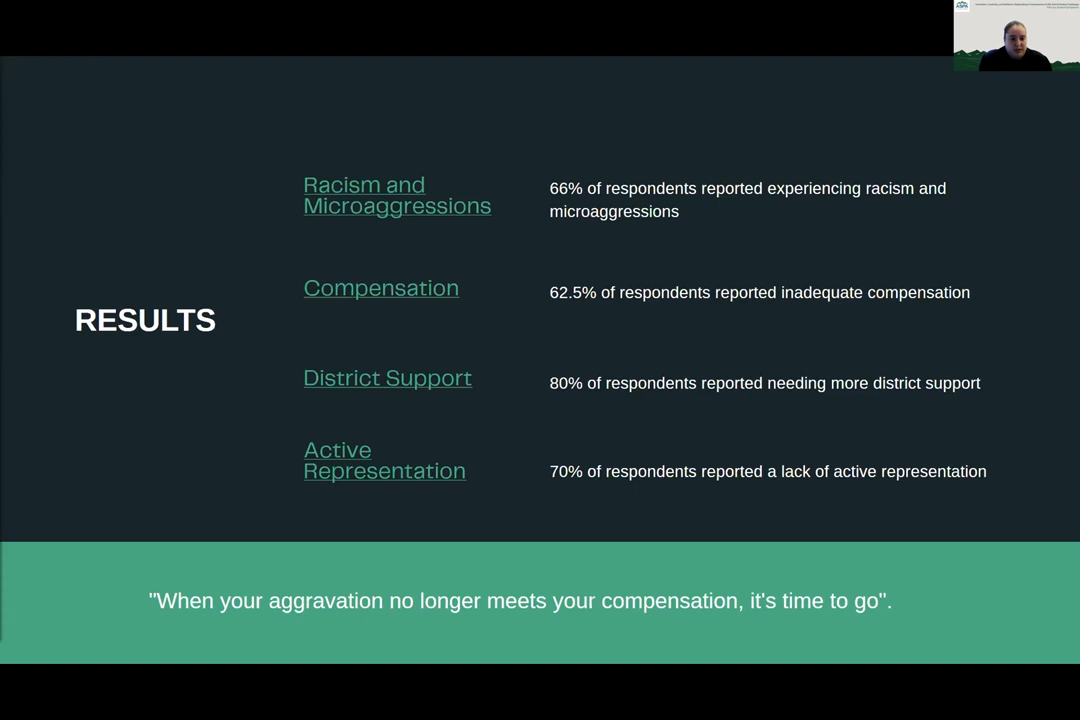 ASPA
RESULTS
Racism and
Microaggressions
66% of respondents reported experiencing racism and
microaggressions
Compensation
62.5% of respondents reported inadequate compensation
District Support
80% of respondents reported needing more district support
Active
Representation
70% of respondents reported a lack of active representation
"When your aggravation no longer meets your compensation, it's time to go".